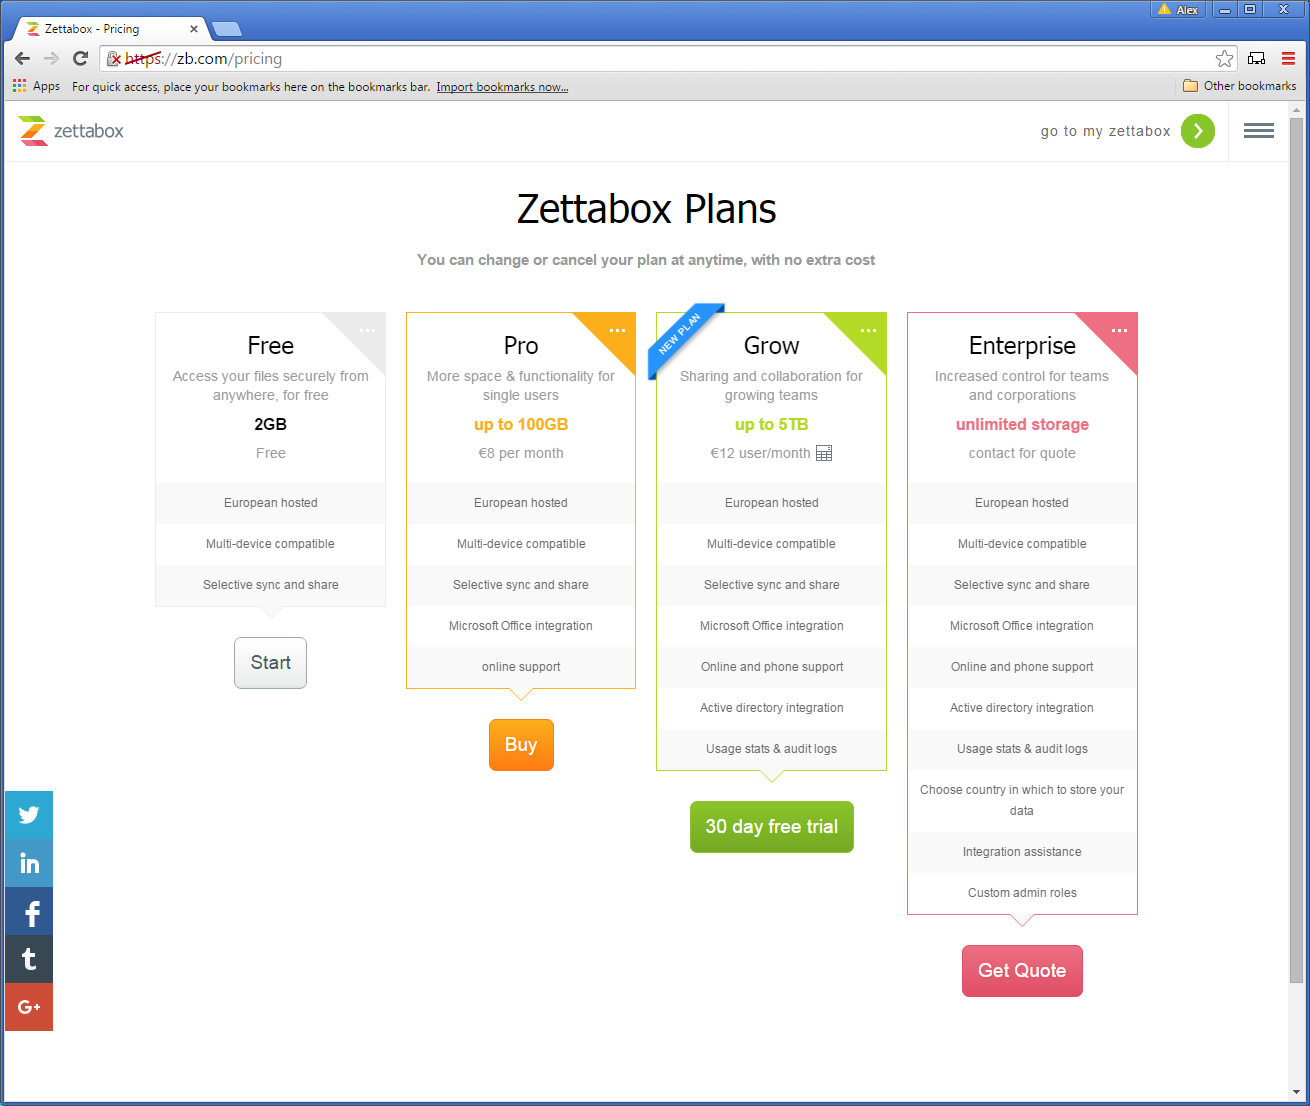 Alex
Zettabox - Pricing
https://zb.com/pricing
Apps
For quick access, place your bookmarks here on the bookmarks bar. Import bookmarks now...
Other bookmarks
zettabox
go to my zettabox
Zettabox Plans
You can change or cancel your plan at anytime, with no extra cost
Free
Access your files securely from
anywhere, for free
2GB
Free
European hosted
Multi-device compatible
Selective sync and share
Start
Pro
More space & functionality for
single users
up to 100GB
€8 per month
European hosted
Multi-device compatible
Selective sync and share
Microsoft Office integration
online support
Buy
NEW PLAN
Grow
Sharing and collaboration for
growing teams
up to 5TB
€12 user/month
European hosted
Multi-device compatible
Selective sync and share
Microsoft Office integration
Online and phone support
Active directory integration
Usage stats & audit logs
30 day free trial
Enterprise
Increased control for teams
and corporations
unlimited storage
contact for quote
European hosted
Multi-device compatible
Selective sync and share
Microsoft Office integration
Online and phone support
Active directory integration
Usage stats & audit logs
Choose country in which to store your
data
Integration assistance
Custom admin roles
Get Quote
in
f
t
G+